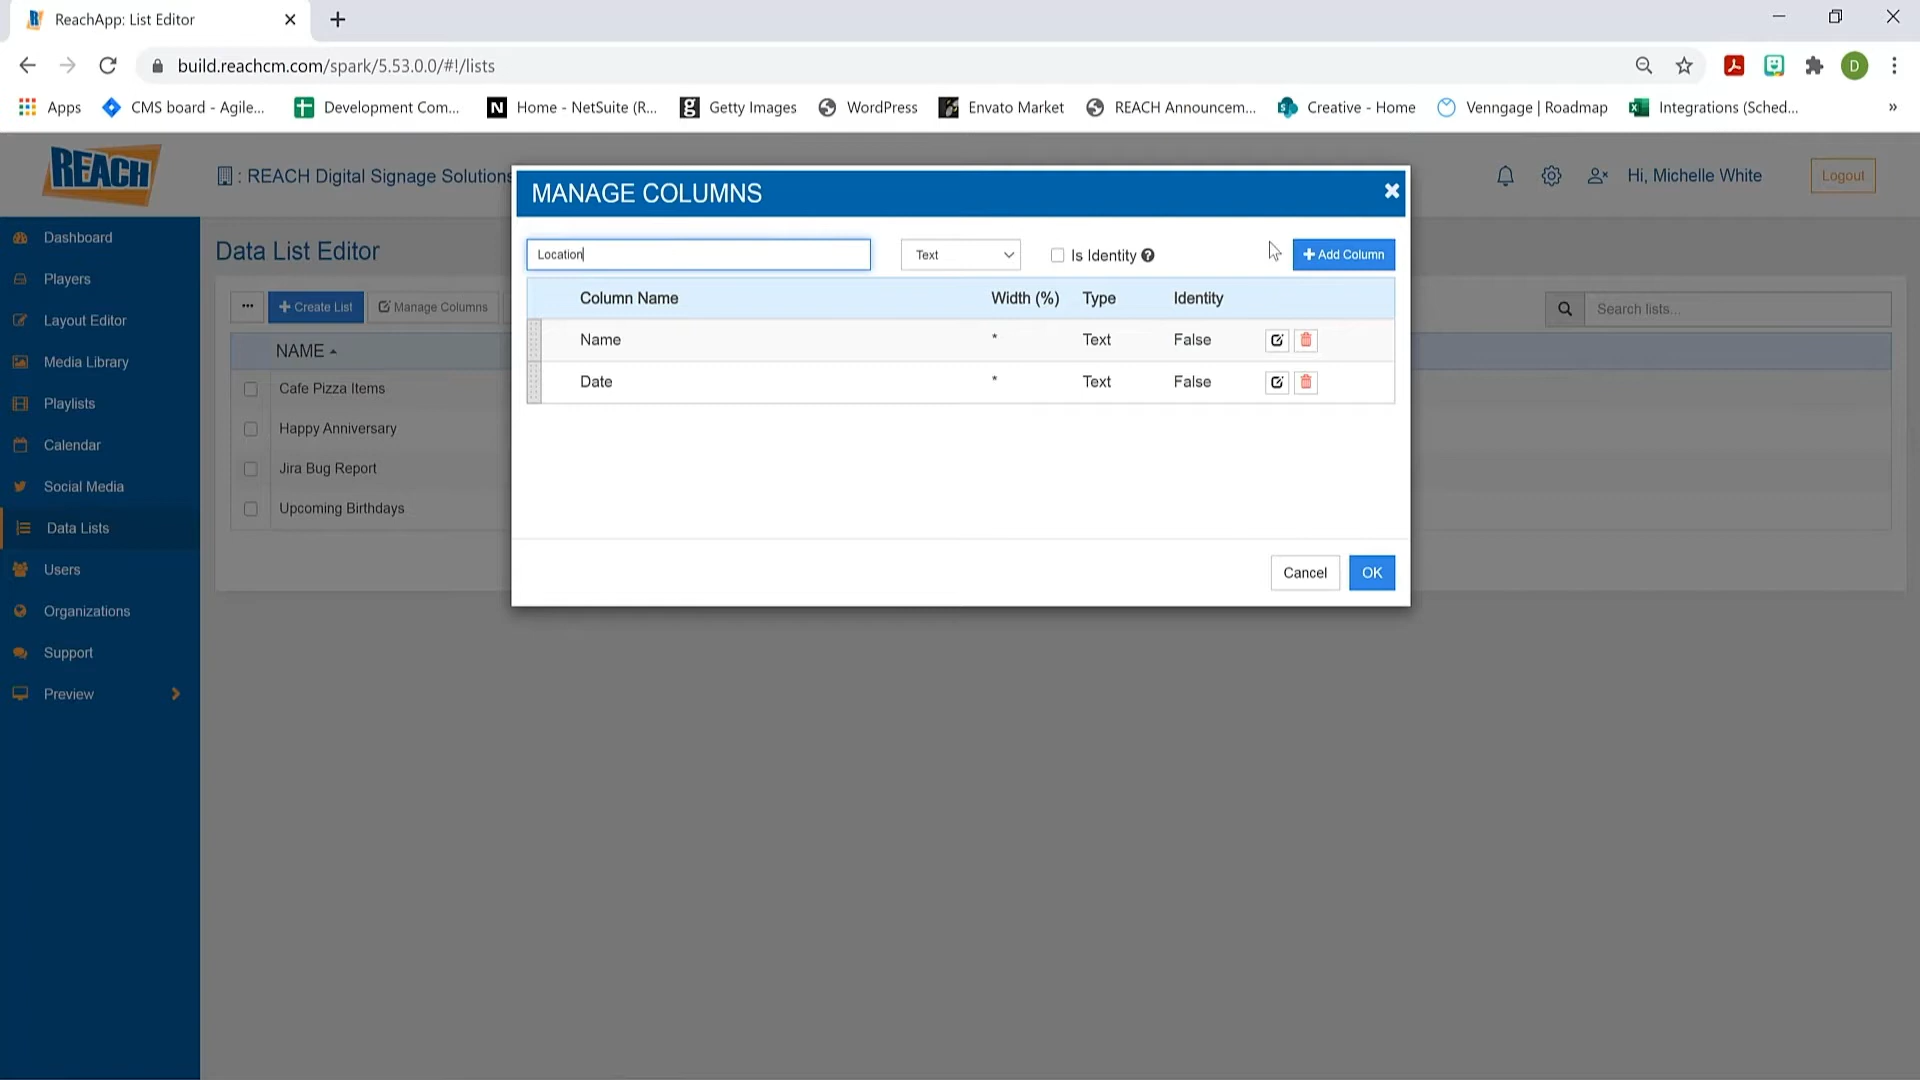 ReachApp: List Editor
build.reachcm.com/spark/5.53.0.0/#!/lists
D
Apps
CMS board - Agile...
Development Com...
Home - NetSuite (R...
Getty Images
WordPress
Envato Market
REACH Announcem...
Creative - Home
Venngage | Roadmap
Integrations (Sched...
»
REACH
: REACH Digital Signage Solutions
Hi, Michelle White
Logout
MANAGE COLUMNS
Location
Text
Is Identity
+ Add Column
Column Name Width (%) Type Identity
Name * Text False
Date * Text False
Cancel
OK
Dashboard
Players
Layout Editor
Media Library
Playlists
Calendar
Social Media
Data Lists
Users
Organizations
Support
Preview
Data List Editor
...
+ Create List
Manage Columns
Search lists...
NAME
Cafe Pizza Items
Happy Anniversary
Jira Bug Report
Upcoming Birthdays